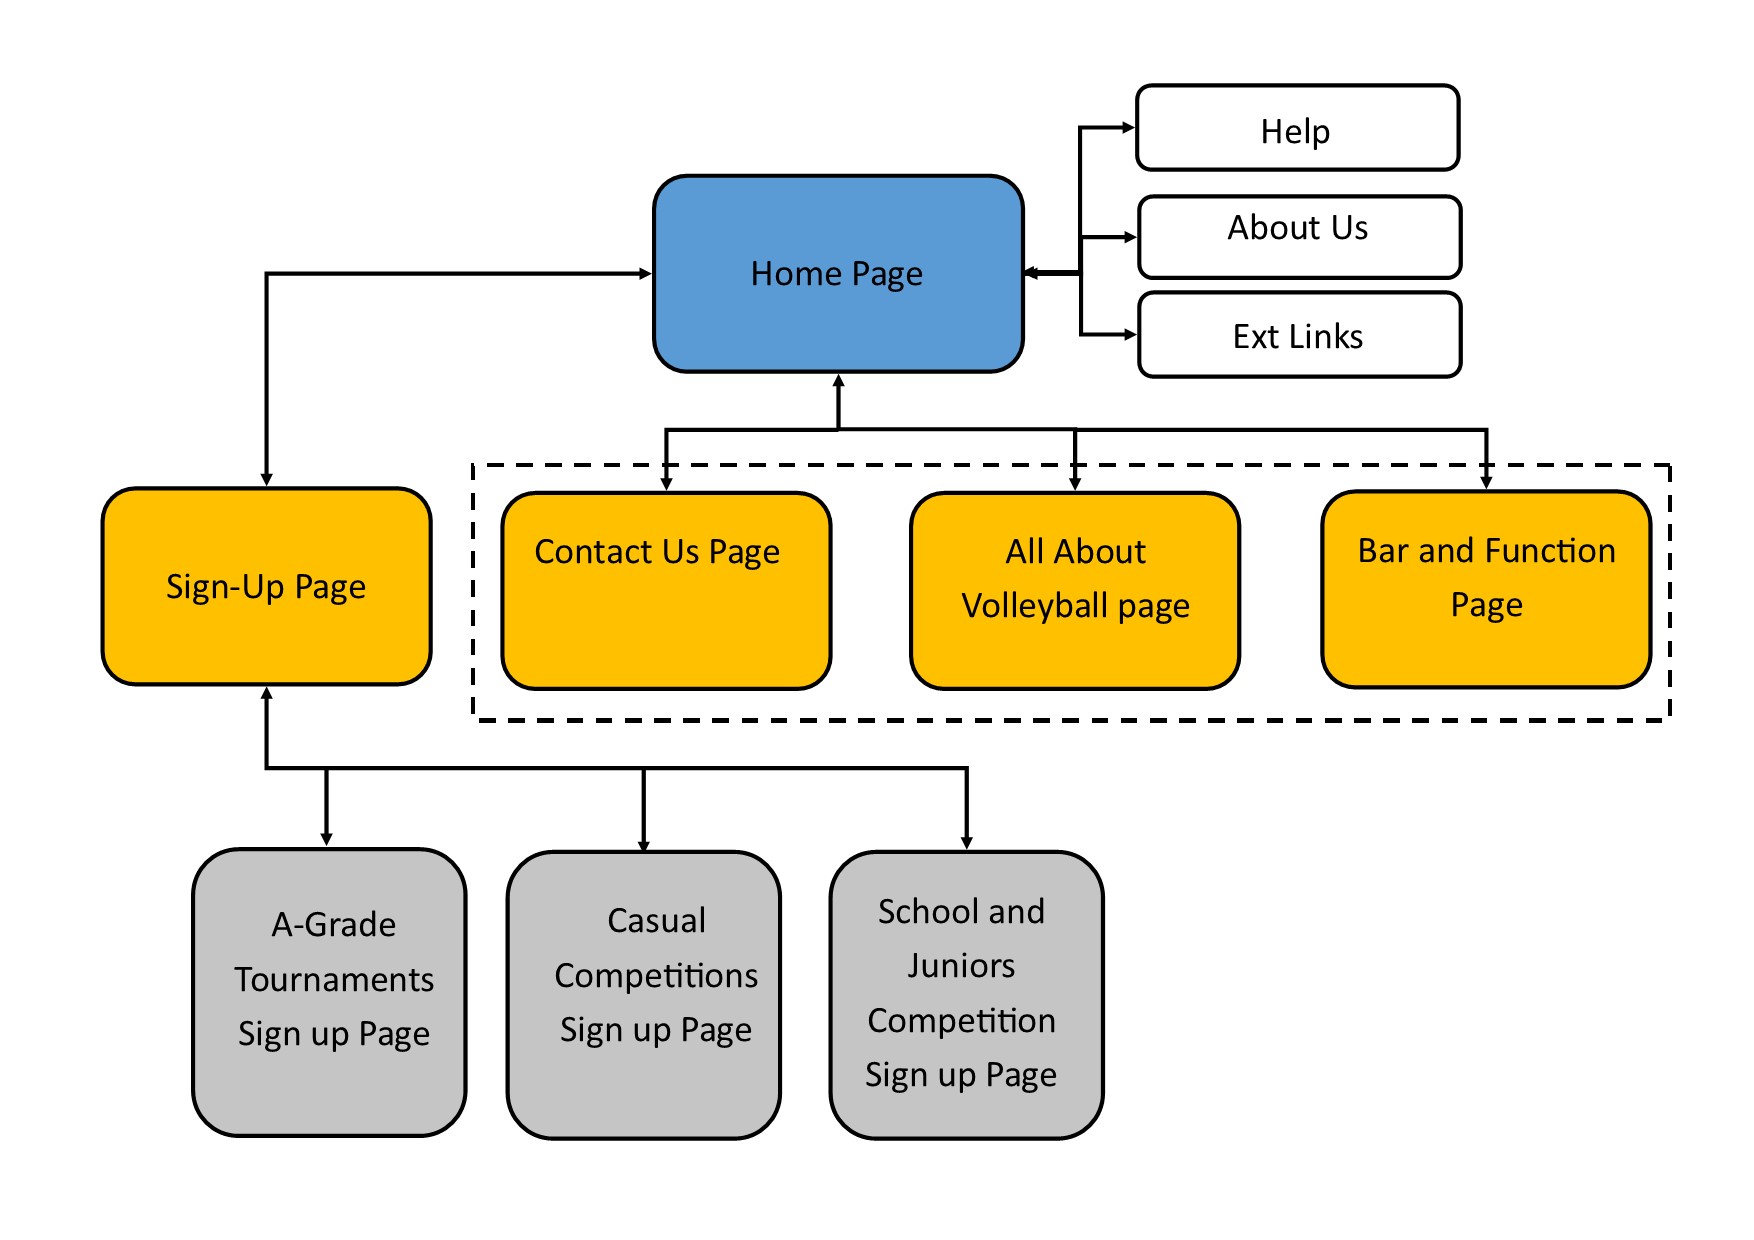 Help
About Us
Ext Links
Home Page
Sign-Up Page
Contact Us Page
All About
Volleyball page
Bar and Function
Page
A-Grade
Tournaments
Sign up Page
Casual
Competitions
Sign up Page
School and
Juniors
Competition
Sign up Page